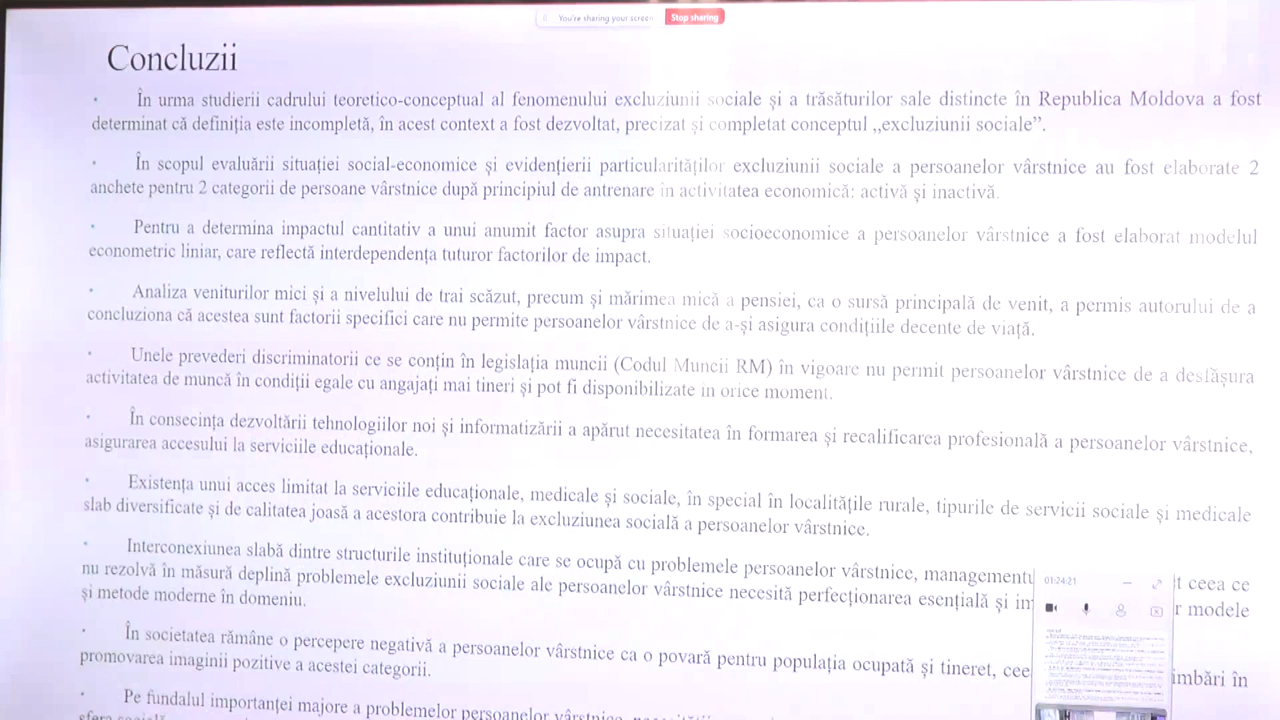 You're sharing your screen
Stop sharing
Concluzii
• În urma studierii cadrului teoretico-conceptual al fenomenului excluziunii sociale și a trăsăturilor sale distincte în Republica Moldova a fost
determinat că definiția este incompletă, în acest context a fost dezvoltat, precizat și completat conceptul „excluziunii sociale”.
• În scopul evaluării situației social-economice și evidențierii particularităților excluziunii sociale a persoanelor vârstnice au fost elaborate 2
anchete pentru 2 categorii de persoane vârstnice după principiul de antrenare în activitatea economică: activă și inactivă.
• Pentru a determina impactul cantitativ a unui anumit factor asupra situației socioeconomice a persoanelor vârstnice a fost elaborat modelul
econometric liniar, care reflectă interdependența tuturor factorilor de impact.
• Analiza veniturilor mici și a nivelului de trai scăzut, precum și mărimea mică a pensiei, ca o sursă principală de venit, a permis autorului de a
concluziona că acestea sunt factorii specifici care nu permite persoanelor vârstnice de a-și asigura condițiile decente de viață.
• Unele prevederi discriminatorii ce se conțin în legislația muncii (Codul Muncii RM) în vigoare nu permit persoanelor vârstnice de a desfășura
activitatea de muncă în condiții egale cu angajați mai tineri și pot fi disponibilizate in orice moment.
• În consecința dezvoltării tehnologiilor noi și informatizării a apărut necesitatea în formarea și recalificarea profesională a persoanelor vârstnice,
asigurarea accesului la serviciile educaționale.
• Existența unui acces limitat la serviciile educaționale, medicale și sociale, în special în localitățile rurale, tipurile de servicii sociale și medicale
slab diversificate și de calitatea joasă a acestora contribuie la excluziunea socială a persoanelor vârstnice.
• Interconexiunea slabă dintre structurile instituționale care se ocupă cu problemele persoanelor vârstnice, management ceea ce
nu rezolvă în măsură deplină problemele excluziunii sociale ale persoanelor vârstnice necesită perfecționarea esențială și modele
și metode moderne în domeniu.
01:24:21
• În societatea rămâne o percepție negativă a persoanelor vârstnice ca o povară pentru populația ocupată și tineret, în
promovarea imaginii pozitive a acestora
• Pe fundalul importanței majore a persoanelor vârstnice